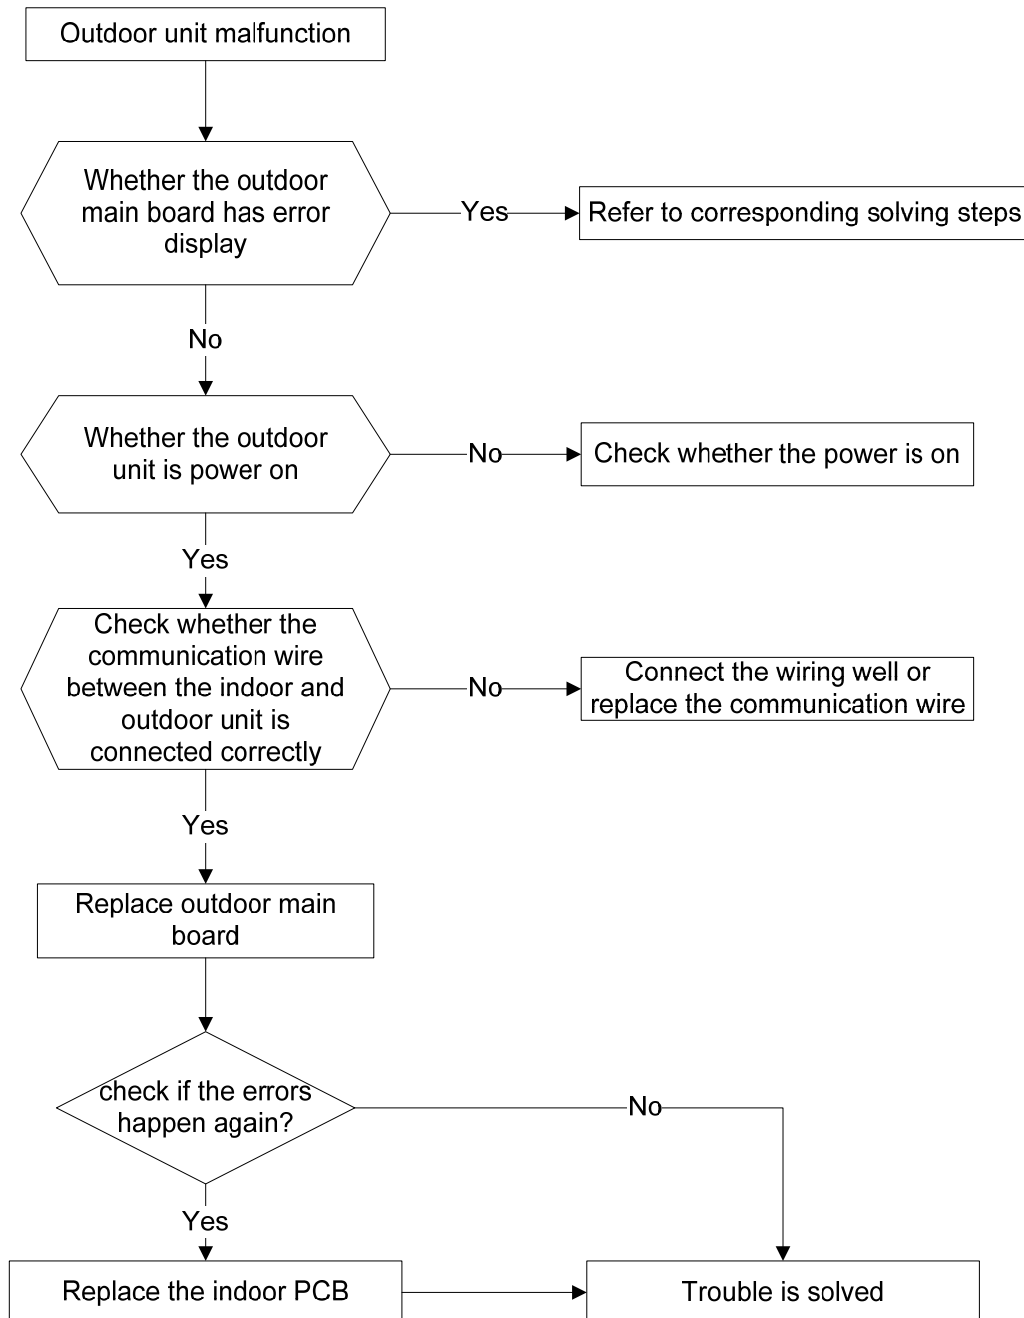 Outdoor unit malfunction
Whether the outdoor
main board has error
display
Yes
Refer to corresponding solving steps
No
Whether the outdoor
unit is power on
No
Check whether the power is on
Yes
Check whether the
communication wire
between the indoor and
outdoor unit is
connected correctly
No
Connect the wiring well or
replace the communication wire
Yes
Replace outdoor main
board
check if the errors
happen again?
No
Yes
Replace the indoor PCB
Trouble is solved